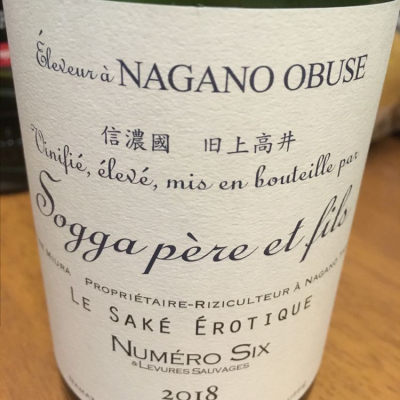 Éleveur à NAGANO OBUSE
信濃國 旧上高井
Vinifié, élevé, mis en bouteille par
Sogga père et fils
MIURA PROPRIÉTAIRE-RIZICULTEUR À NAGANO
LE SAKÉ ÉROTIQUE
NUMÉRO SIX
& LEVURES SAUVAGES
2018